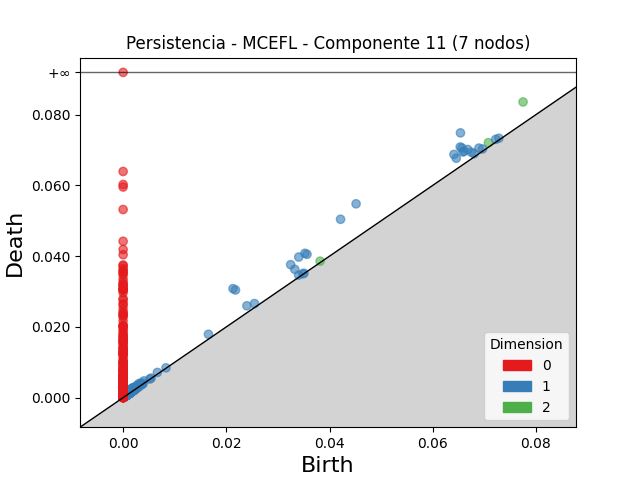 Persistencia - MCEFL - Componente 11 (7 nodos)
+∞
0.080
0.060
0.040
0.020
0.000
Death
0.00 0.02 0.04 0.06 0.08
Birth
Dimension
0
1
2